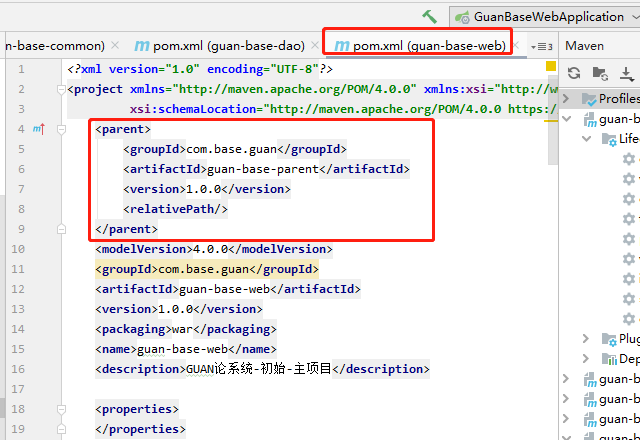 GuanBaseWebApplication
n-base-common) pom.xml (guan-base-dao) pom.xml (guan-base-web) 3 Maven
1 <?xml version="1.0" encoding="UTF-8"?>
2 <project xmlns="http://maven.apache.org/POM/4.0.0" xmlns:xsi="http://w
3 xsi:schemaLocation="http://maven.apache.org/POM/4.0.0 https:/
4 <parent>
5 <groupId>com.base.guan</groupId>
6 <artifactId>guan-base-parent</artifactId>
7 <version>1.0.0</version>
8 <relativePath/>
9 </parent>
10 <modelVersion>4.0.0</modelVersion>
11 <groupId>com.base.guan</groupId>
12 <artifactId>guan-base-web</artifactId>
13 <version>1.0.0</version>
14 <packaging>war</packaging>
15 <name>guan-base-web</name>
16 <description>GUAN论系统-初始-主项目</description>
17
18 <properties>
19 </properties>
Profiles
guan-b
Lifec
Plug
Dep
guan-b
guan-b
guan-b